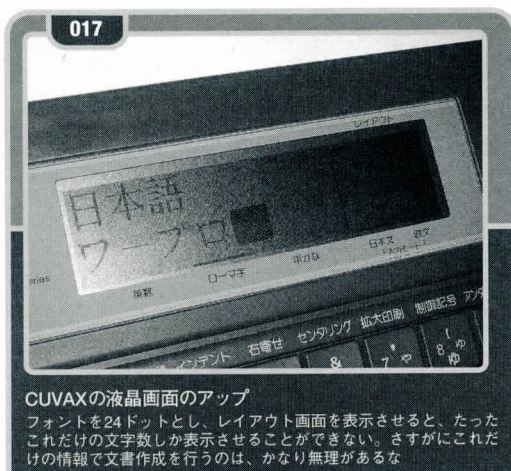 017
レイアウト
日本語
ワープロ
eries
英数
ローマ字
平がな
日本文
欧文
インデント
右寄せ
センタリング
拡大印刷
制御記号
&
7
'
や
8
(
ゆ
CUVAXの液晶画面のアップ
フォントを24ドットとし、レイアウト画面を表示させると、たった
これだけの文字数しか表示させることができない。さすがにこれだ
けの情報で文書作成を行うのは、かなり無理があるな